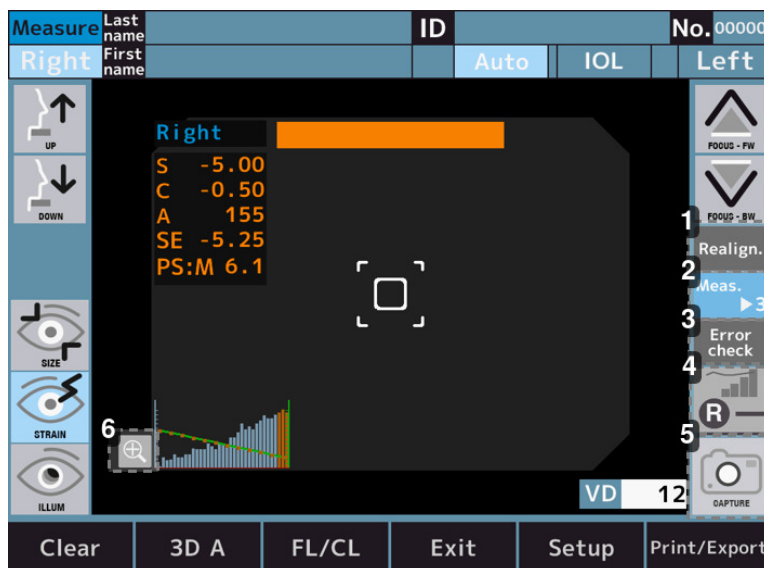 Measure
Last name
ID
No. 00000
Right
First name
Auto
IOL
Left
UP
FOCUS - FW
Right
S -5.00
C -0.50
A 155
SE -5.25
PS:M 6.1
DOWN
FOCUS - BW
1
Realign.
2
Meas.
▶3
3
Error
check
SIZE
4
R
STRAIN
6
5
ILLUM
VD 12
CAPTURE
Clear
3D A
FL/CL
Exit
Setup
Print/Export